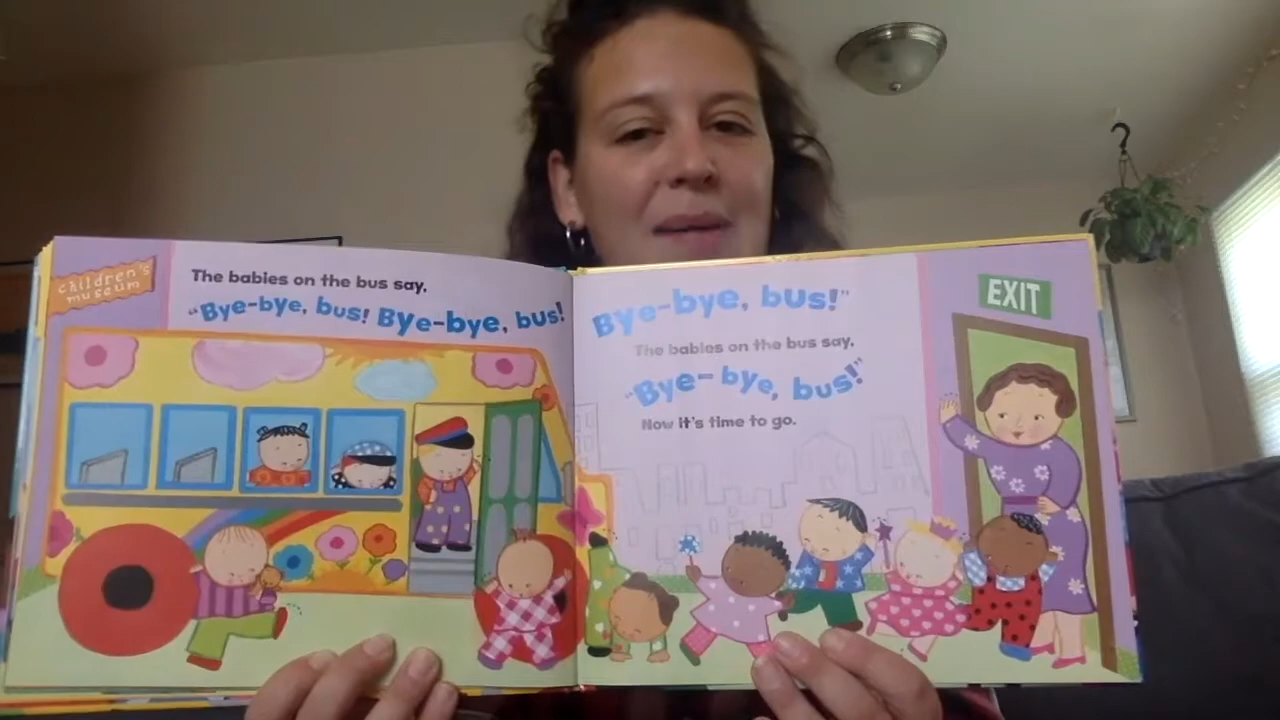 children's
museum
The babies on the bus say,
"Bye-bye, bus! Bye-bye, bus!
Bye-bye, bus!"
The babies on the bus say,
"Bye-bye, bus!"
Now it's time to go.
EXIT